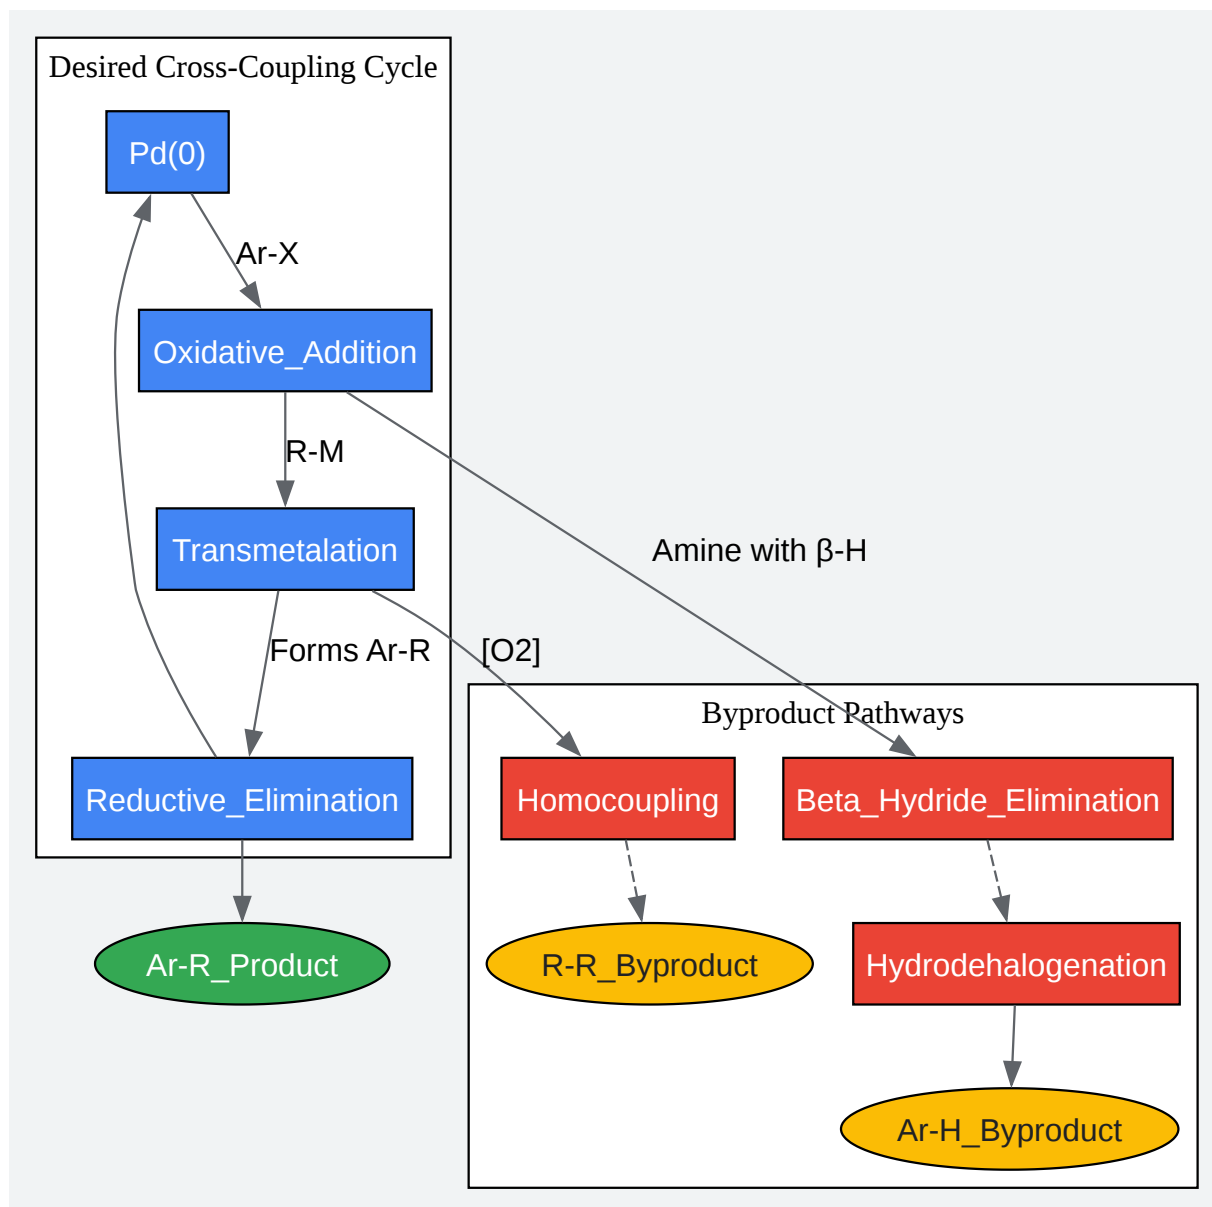 Desired Cross-Coupling Cycle
Pd(0)
Ar-X
Oxidative_Addition
R-M
Transmetalation
Amine with β-H
Forms Ar-R
[O2]
Byproduct Pathways
Reductive_Elimination
Homocoupling
Beta_Hydride_Elimination
Ar-R_Product
R-R_Byproduct
Hydrodehalogenation
Ar-H_Byproduct